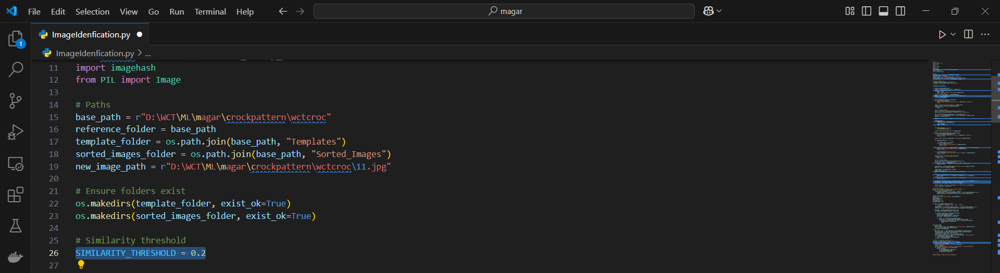 File Edit Selection View Go Run Terminal Help magar
1
ImageIdenfication.py
ImageIdenfication.py > ...
11 import imagehash
12 from PIL import Image
13
14 # Paths
15 base_path = r"D:\WCT\ML\magar\crockpattern\wctcroc"
16 reference_folder = base_path
17 template_folder = os.path.join(base_path, "Templates")
18 sorted_images_folder = os.path.join(base_path, "Sorted_Images")
19 new_image_path = r"D:\WCT\ML\magar\crockpattern\wctcroc\11.jpg"
20
21 # Ensure folders exist
22 os.makedirs(template_folder, exist_ok=True)
23 os.makedirs(sorted_images_folder, exist_ok=True)
24
25 # Similarity threshold
26 SIMILARITY_THRESHOLD = 0.2
27